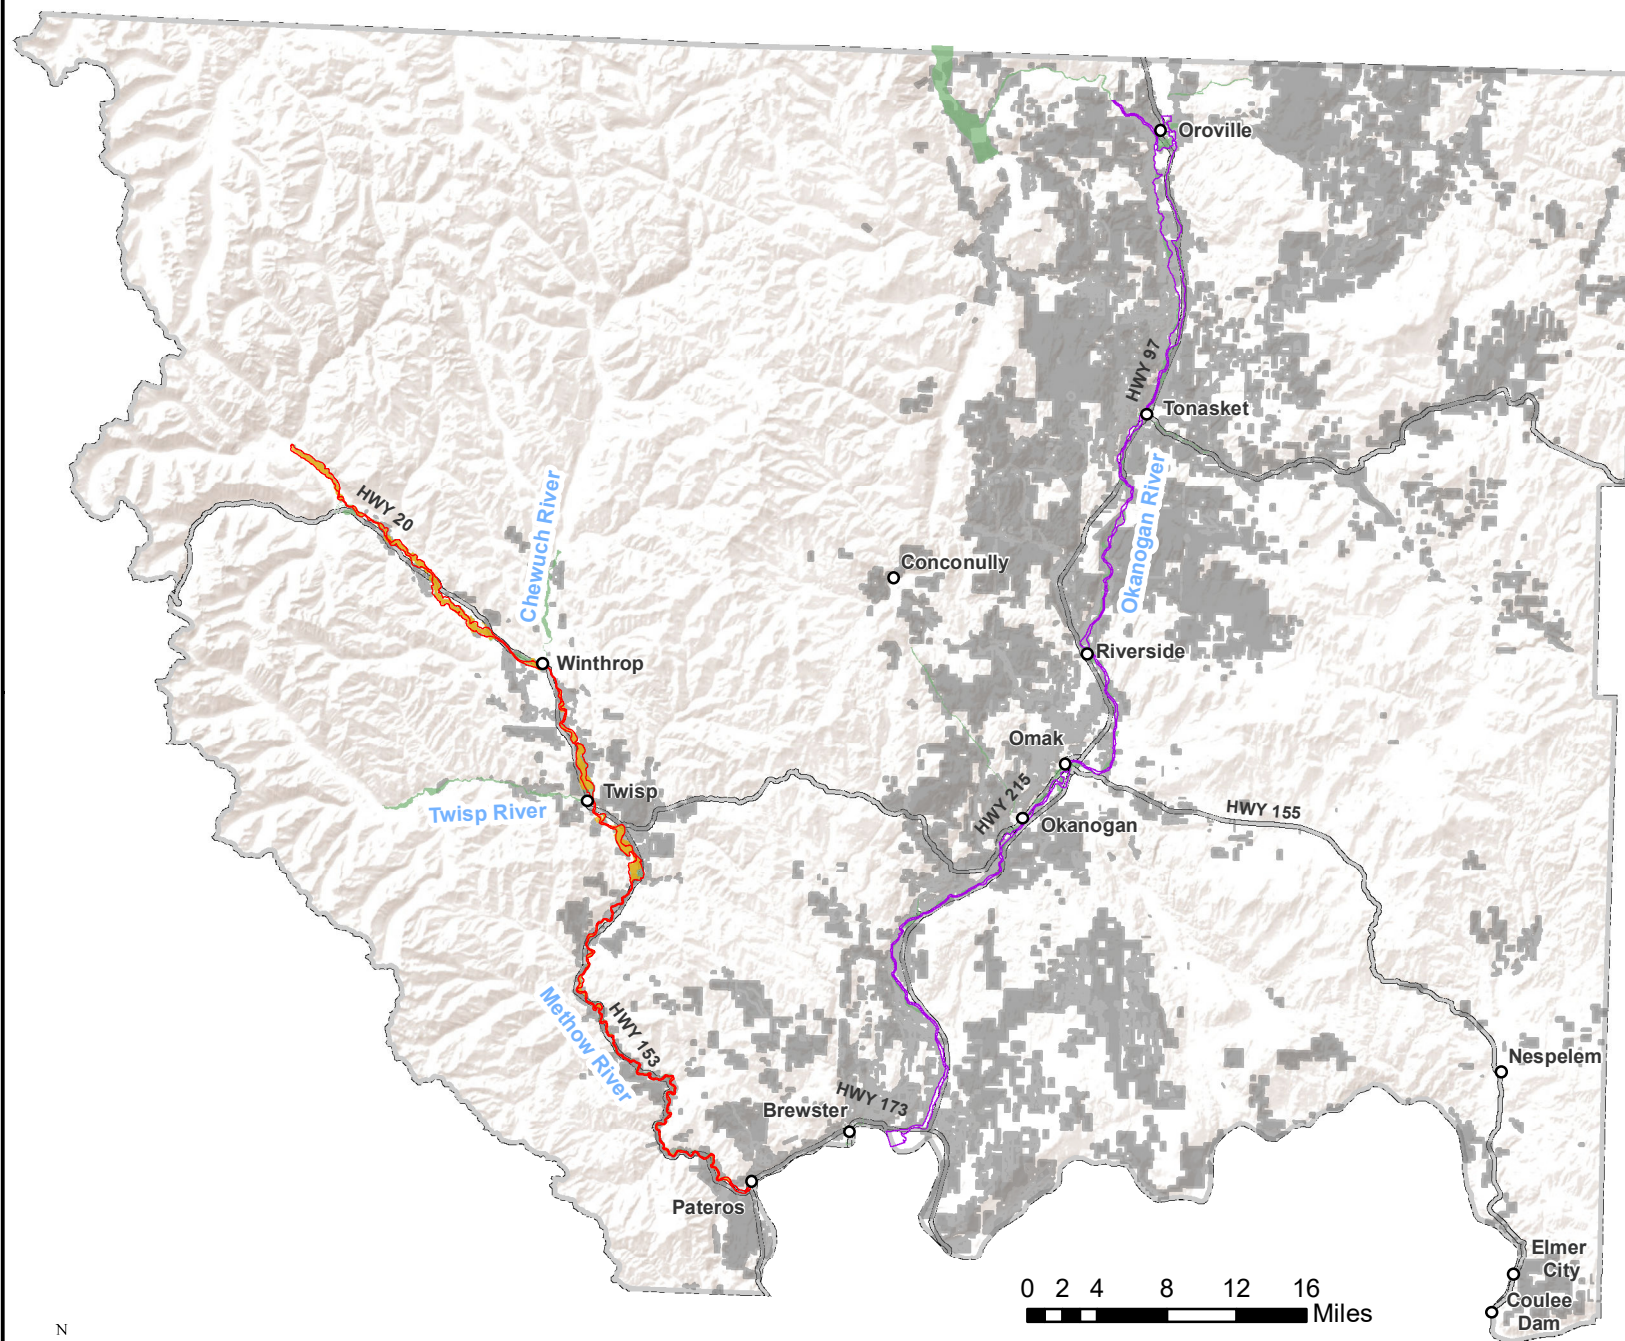 Oroville
HWY 97
Tonasket
Okanogan River
HWY 20
Chewuch River
Conconully
Winthrop
Riverside
Omak
Twisp
Twisp River
HWY 215
Okanogan
HWY 155
Methow River
HWY 153
Nespelem
Brewster
HWY 173
Pateros
Elmer
City
Coulee
Dam
0 2 4 8 12 16
Miles
N